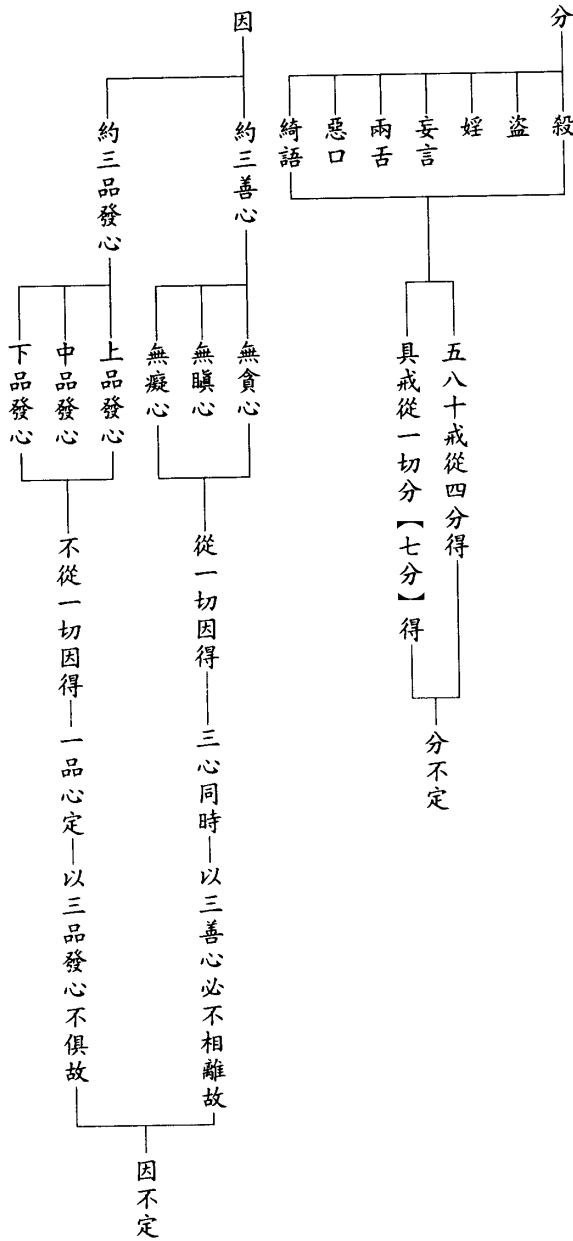 分
殺
盜
婬
妄言
兩舌
惡口
綺語
五八十戒從四分得
具戒從一切分【七分】得
分不定
因
約三善心
無貪心
無瞋心
無癡心
從一切因得
三心同時
以三善心必不相離故
約三品發心
上品發心
中品發心
下品發心
不從一切因得
一品心定
以三品發心不俱故
因不定